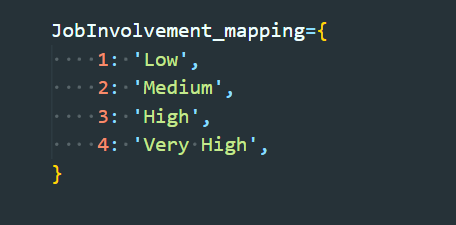 JobInvolvement_mapping={
    1: 'Low',
    2: 'Medium',
    3: 'High',
    4: 'Very High',
}